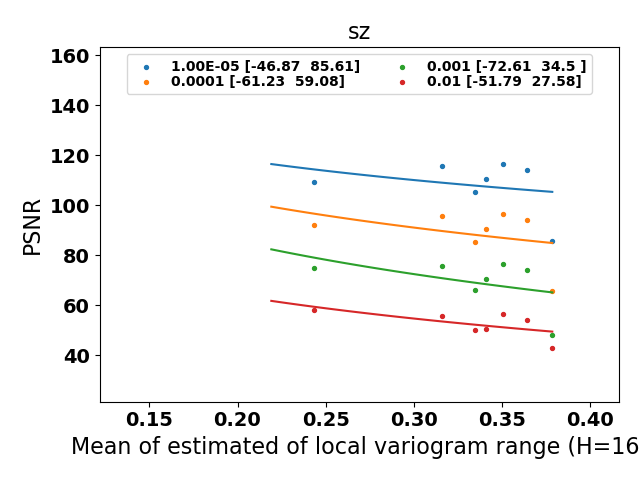 sz
1.00E-05 [-46.87  85.61]
0.0001 [-61.23  59.08]
0.001 [-72.61  34.5 ]
0.01 [-51.79  27.58]
PSNR
160
140
120
100
80
60
40
0.15 0.20 0.25 0.30 0.35 0.40
Mean of estimated of local variogram range (H=16